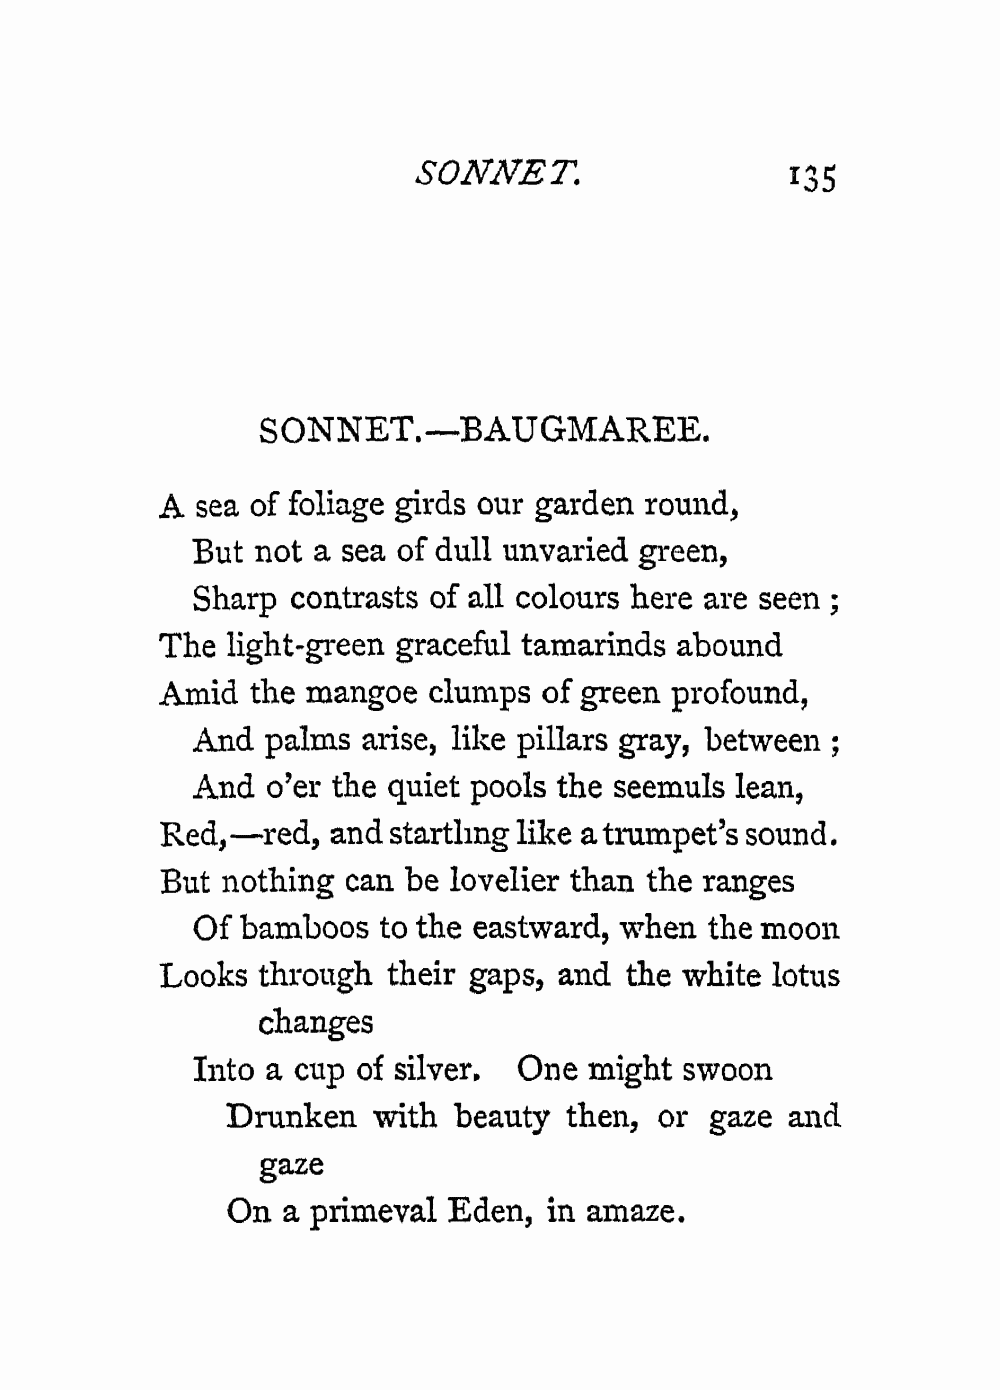 SONNET. 135
SONNET.—BAUGMAREE.
A sea of foliage girds our garden round,
But not a sea of dull unvaried green,
Sharp contrasts of all colours here are seen ;
The light-green graceful tamarinds abound
Amid the mangoe clumps of green profound,
And palms arise, like pillars gray, between ;
And o'er the quiet pools the seemuls lean,
Red,—red, and startling like a trumpet's sound.
But nothing can be lovelier than the ranges
Of bamboos to the eastward, when the moon
Looks through their gaps, and the white lotus
changes
Into a cup of silver. One might swoon
Drunken with beauty then, or gaze and
gaze
On a primeval Eden, in amaze.